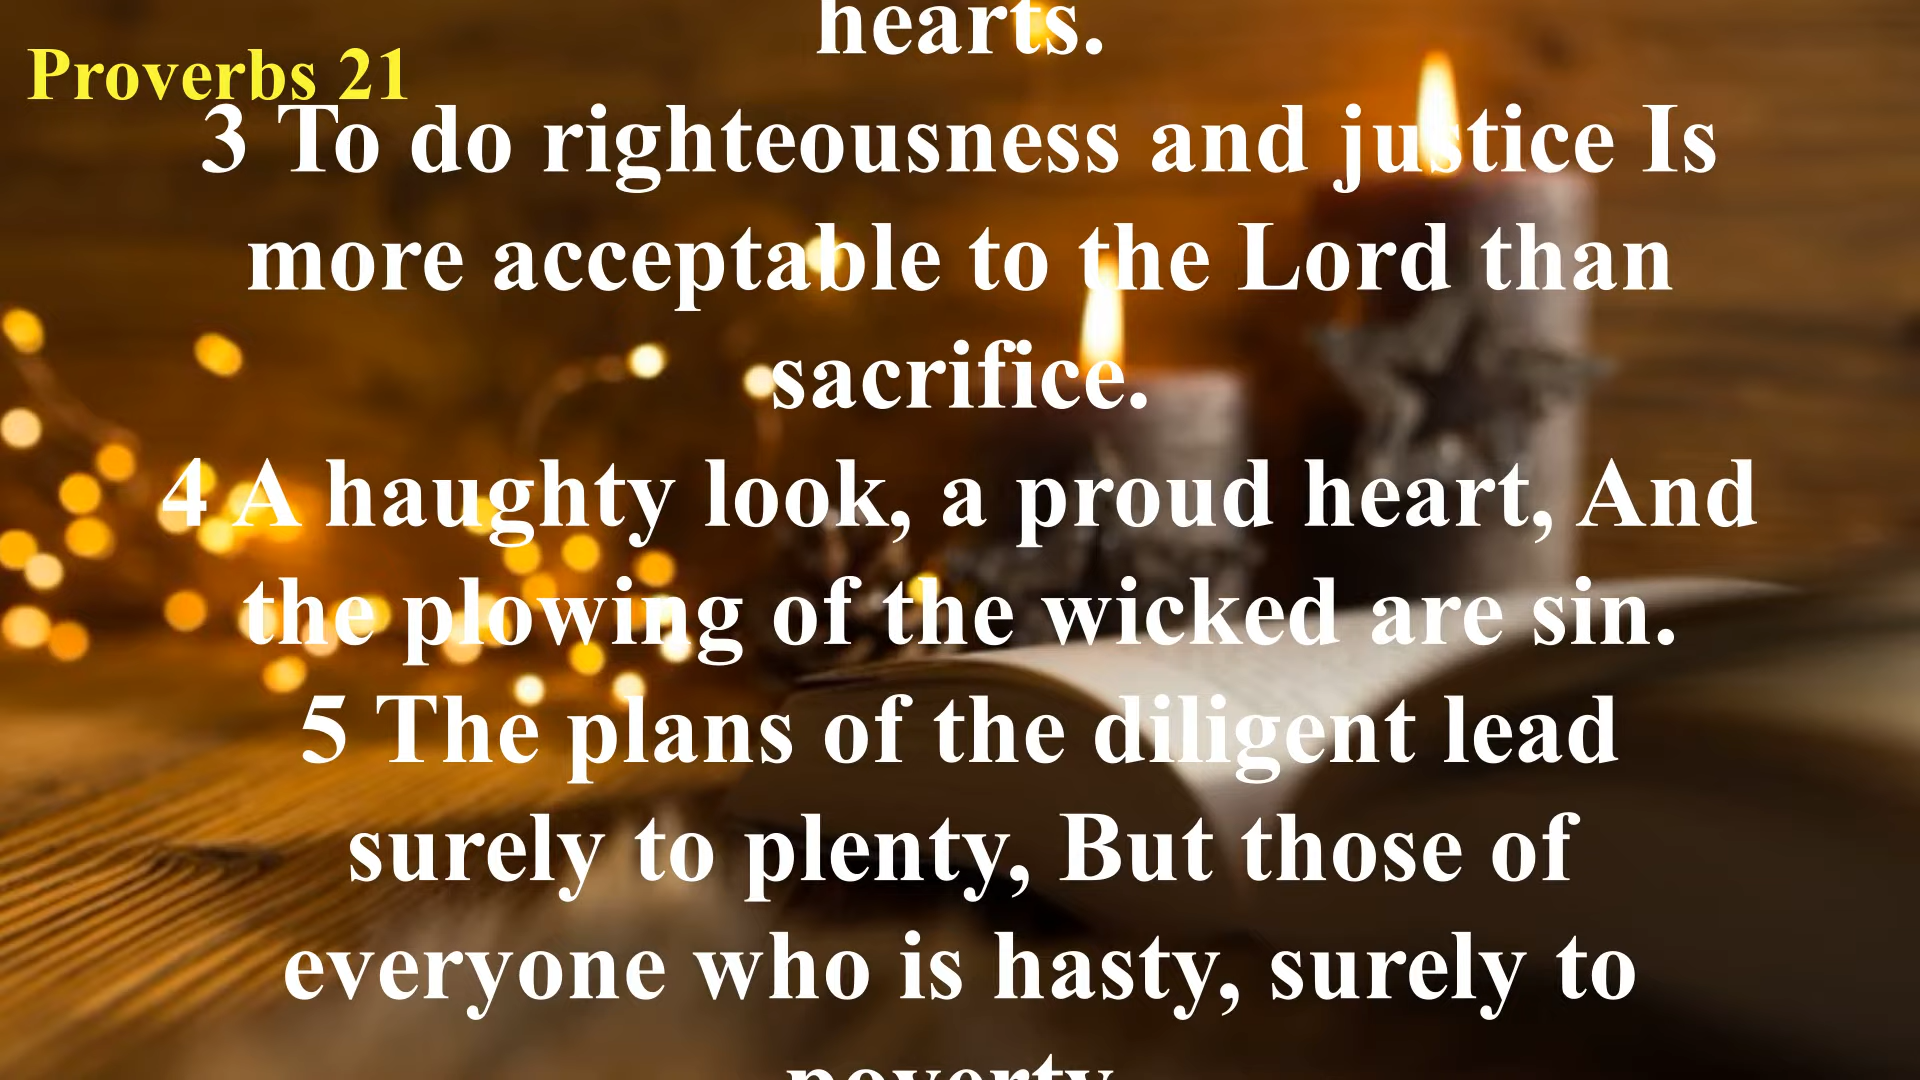 hearts.
Proverbs 21
3 To do righteousness and justice Is
more acceptable to the Lord than
sacrifice.
4 A haughty look, a proud heart, And
the plowing of the wicked are sin.
5 The plans of the diligent lead
surely to plenty, But those of
everyone who is hasty, surely to
poverty